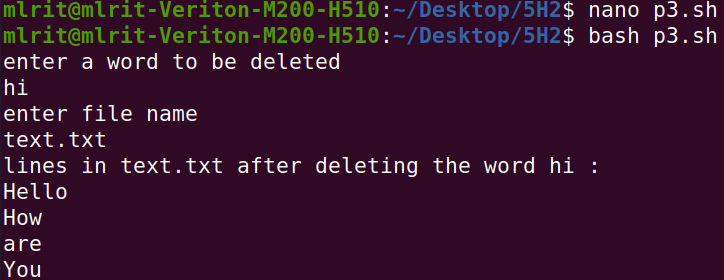 mlrit@mlrit-Veriton-M200-H510:~/Desktop/5H2$ nano p3.sh
mlrit@mlrit-Veriton-M200-H510:~/Desktop/5H2$ bash p3.sh
enter a word to be deleted
hi
enter file name
text.txt
lines in text.txt after deleting the word hi :
Hello
How
are
You